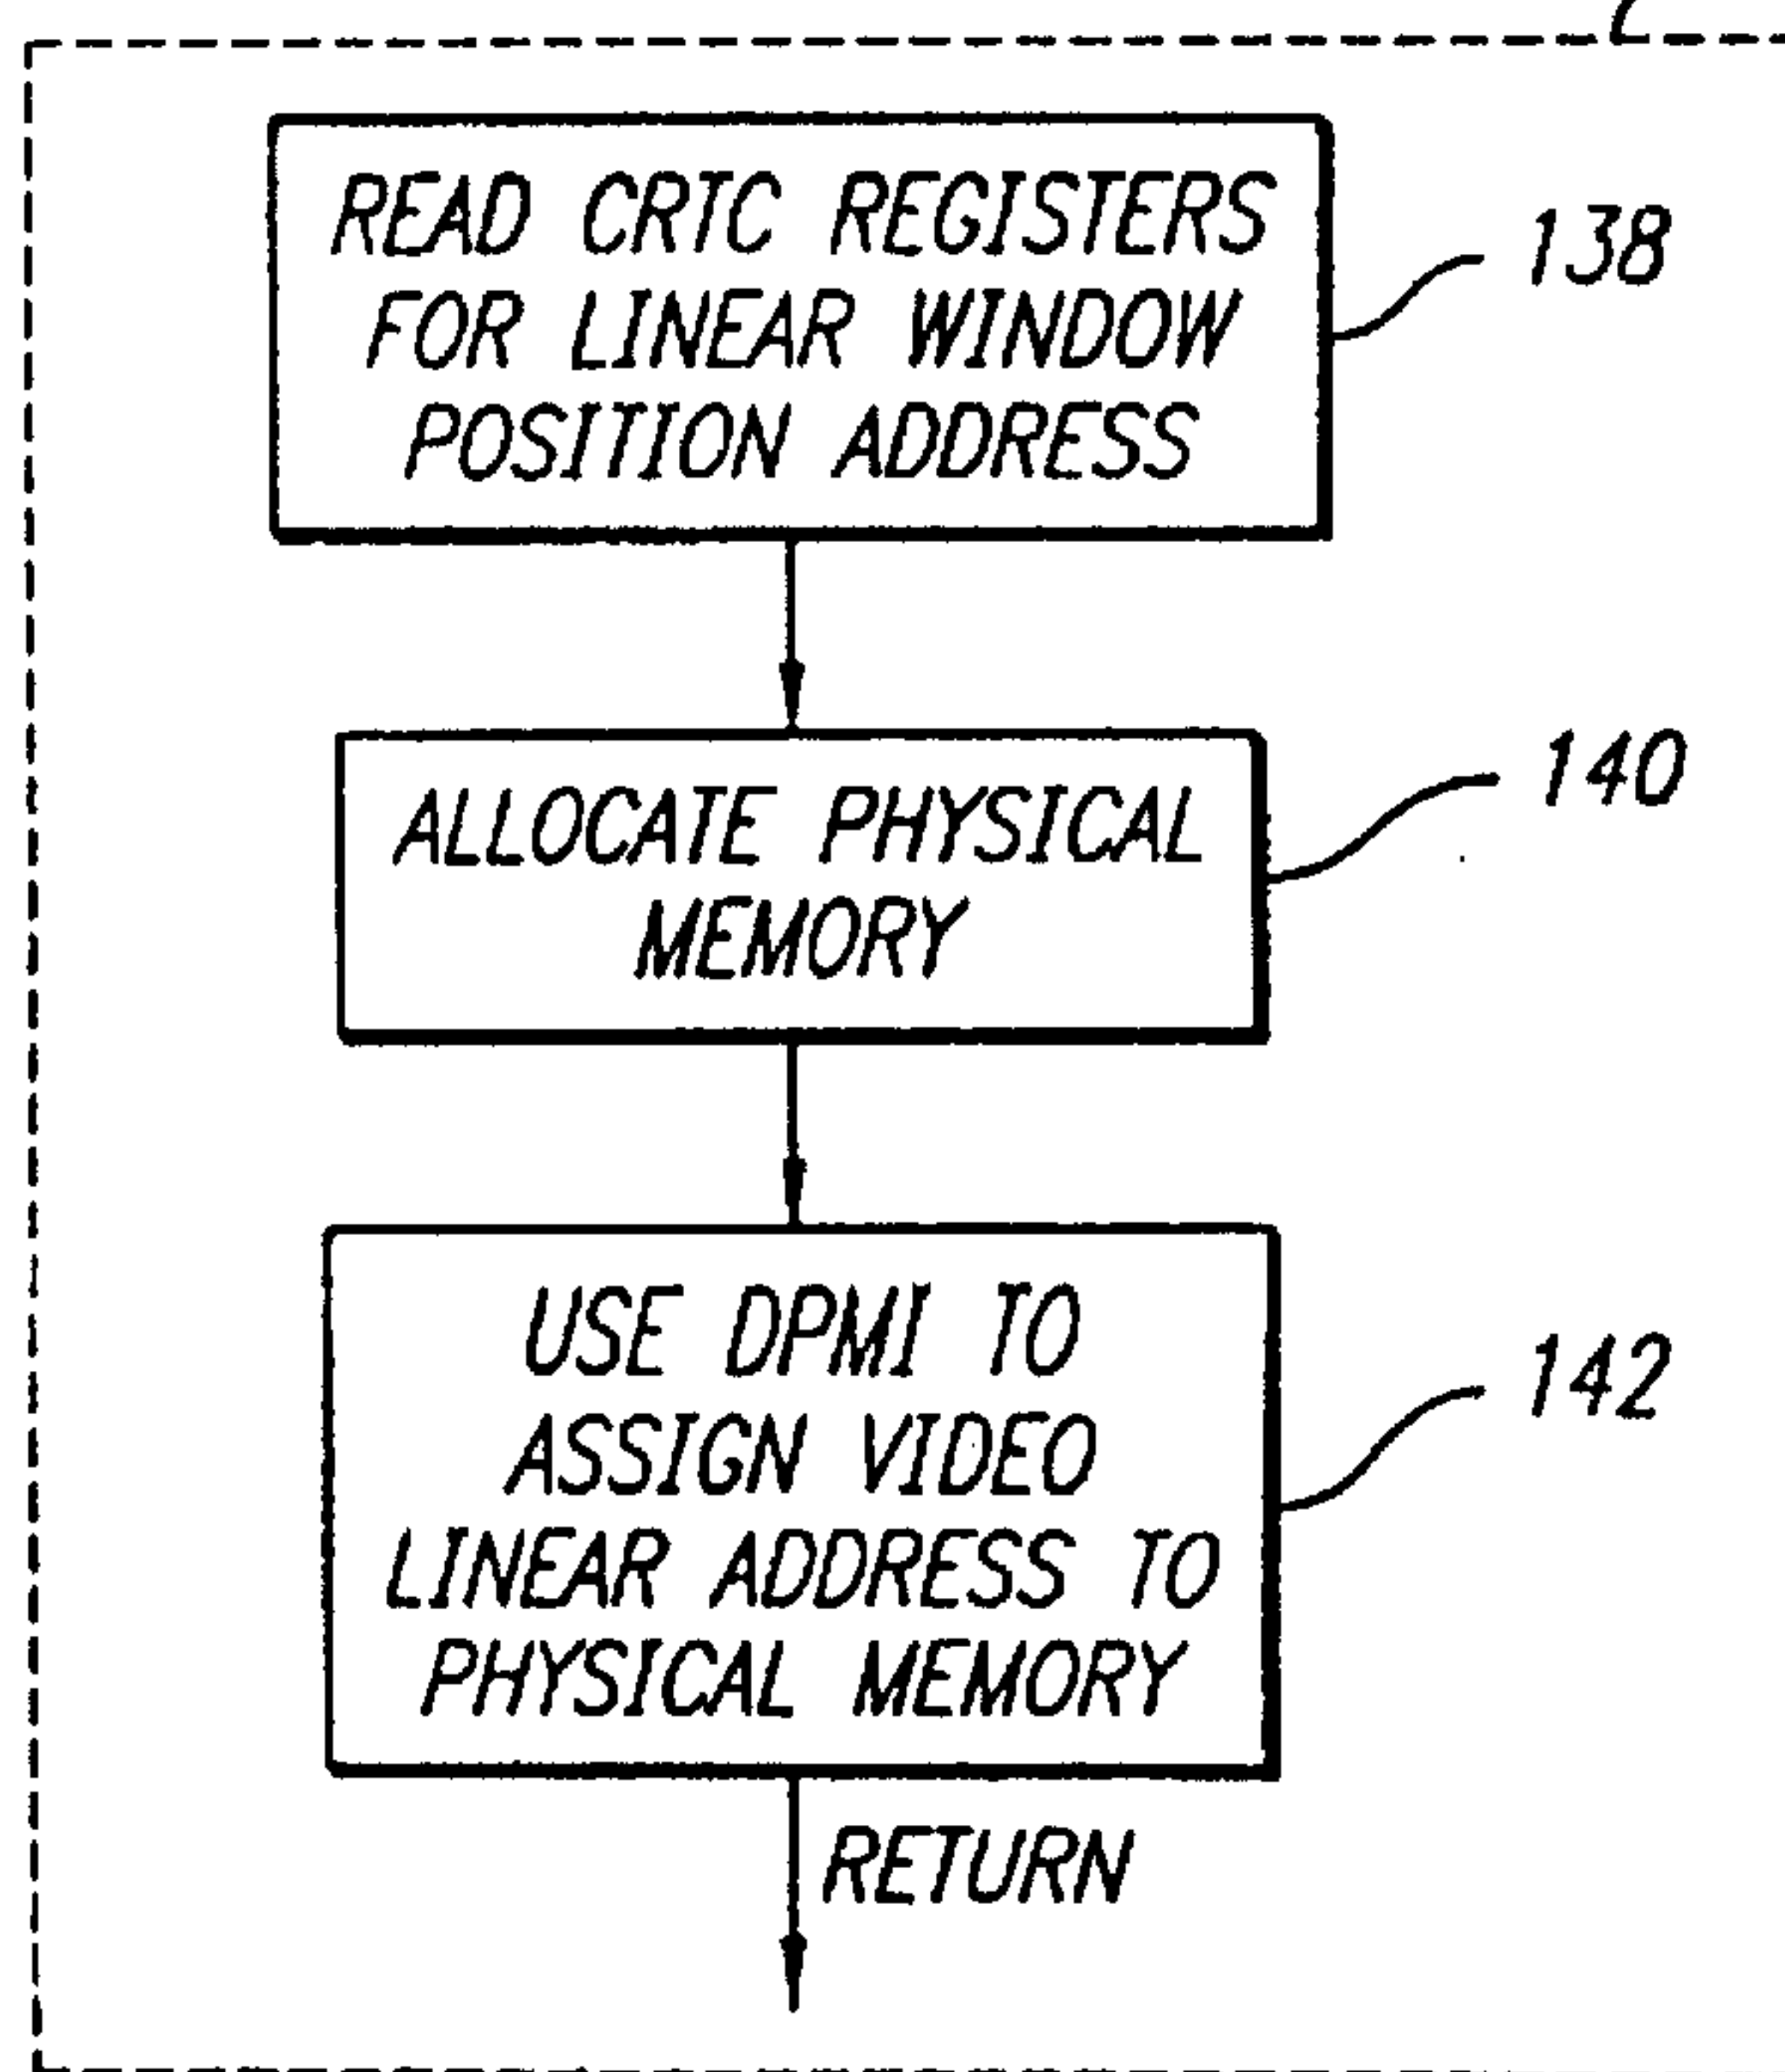 READ CRTC REGISTERS
FOR LINEAR WINDOW
POSITION ADDRESS
138
ALLOCATE PHYSICAL
MEMORY
140
USE DPMI TO
ASSIGN VIDEO
LINEAR ADDRESS TO
PHYSICAL MEMORY
142
RETURN